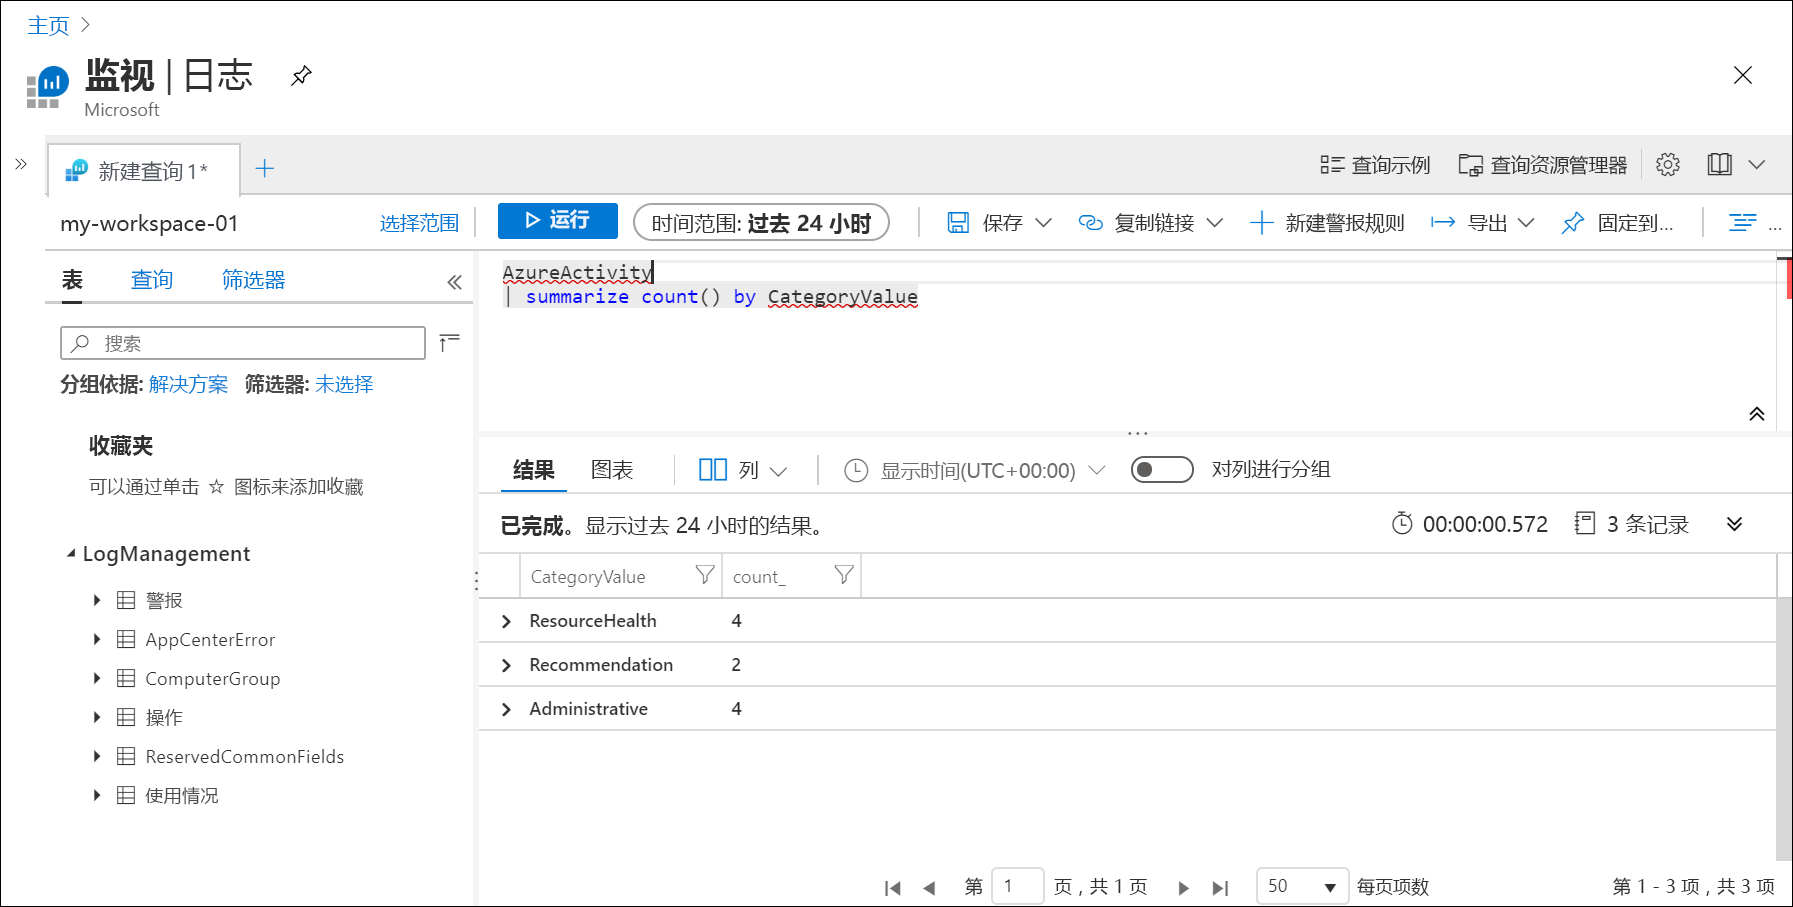 主页
监视 | 日志
Microsoft
新建查询 1*
查询示例
查询资源管理器
my-workspace-01
选择范围
运行
时间范围: 过去 24 小时
保存
复制链接
新建警报规则
导出
固定到...
...
表
查询
筛选器
搜索
分组依据: 解决方案 筛选器: 未选择
收藏夹
可以通过单击 ☆ 图标来添加收藏
LogManagement
警报
AppCenterError
ComputerGroup
操作
ReservedCommonFields
使用情况
AzureActivity
| summarize count() by CategoryValue
结果
图表
列
显示时间(UTC+00:00)
对列进行分组
已完成。显示过去 24 小时的结果。
00:00:00.572
3 条记录
CategoryValue
count_
ResourceHealth 4
Recommendation 2
Administrative 4
第 1 页 , 共 1 页
50 每页项数
第 1 - 3 项 , 共 3 项